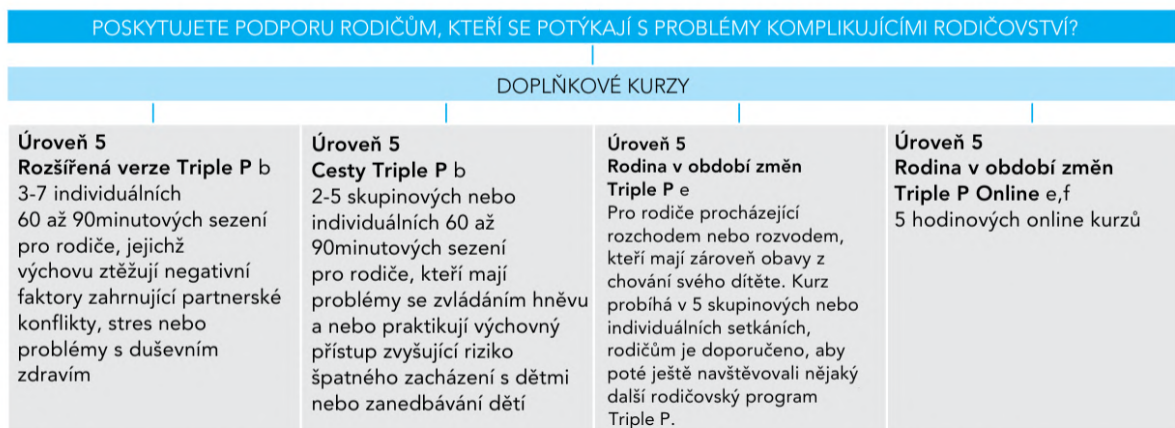 POSKYTUJETE PODPORU RODIČŮM, KTEŘÍ SE POTÝKAJÍ S PROBLÉMY KOMPLIKUJÍCÍMI RODIČOVSTVÍ?
DOPLŇKOVÉ KURZY
Úroveň 5
Rozšířená verze Triple P b
3-7 individuálních
60 až 90minutových sezení
pro rodiče, jejichž
výchovu ztěžují negativní
faktory zahrnující partnerské
konflikty, stres nebo
problémy s duševním
zdravím
Úroveň 5
Cesty Triple P b
2-5 skupinových nebo
individuálních 60 až
90minutových sezení
pro rodiče, kteří mají
problémy se zvládáním hněvu
a nebo praktikují výchovný
přístup zvyšující riziko
špatného zacházení s dětmi
nebo zanedbávání dětí
Úroveň 5
Rodina v období změn
Triple P e
Pro rodiče procházející
rozchodem nebo rozvodem,
kteří mají zároveň obavy z
chování svého dítěte. Kurz
probíhá v 5 skupinových nebo
individuálních setkáních,
rodičům je doporučeno, aby
poté ještě navštěvovali nějaký
další rodičovský program
Triple P.
Úroveň 5
Rodina v období změn
Triple P Online e,f
5 hodinových online kurzů